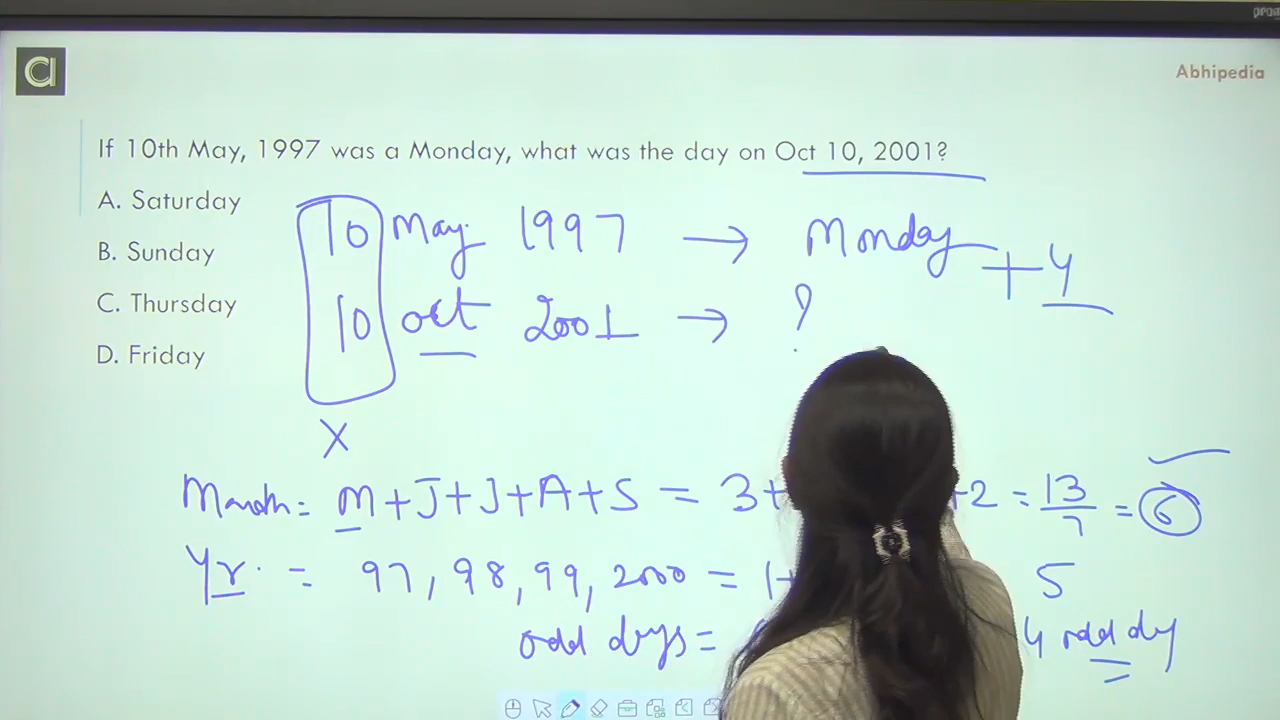 proa
a
Abhipedia
If 10th May, 1997 was a Monday, what was the day on Oct 10, 2001?
A. Saturday
B. Sunday
C. Thursday
D. Friday
10 May 1997 → Monday +4
10 oct 2001 → ?
X
Month = M+J+J+A+S = 3+ +2 = 13/7 = 6
Yr. = 97, 98, 99, 2000 = 1+ 5
odd days = 4 odd day